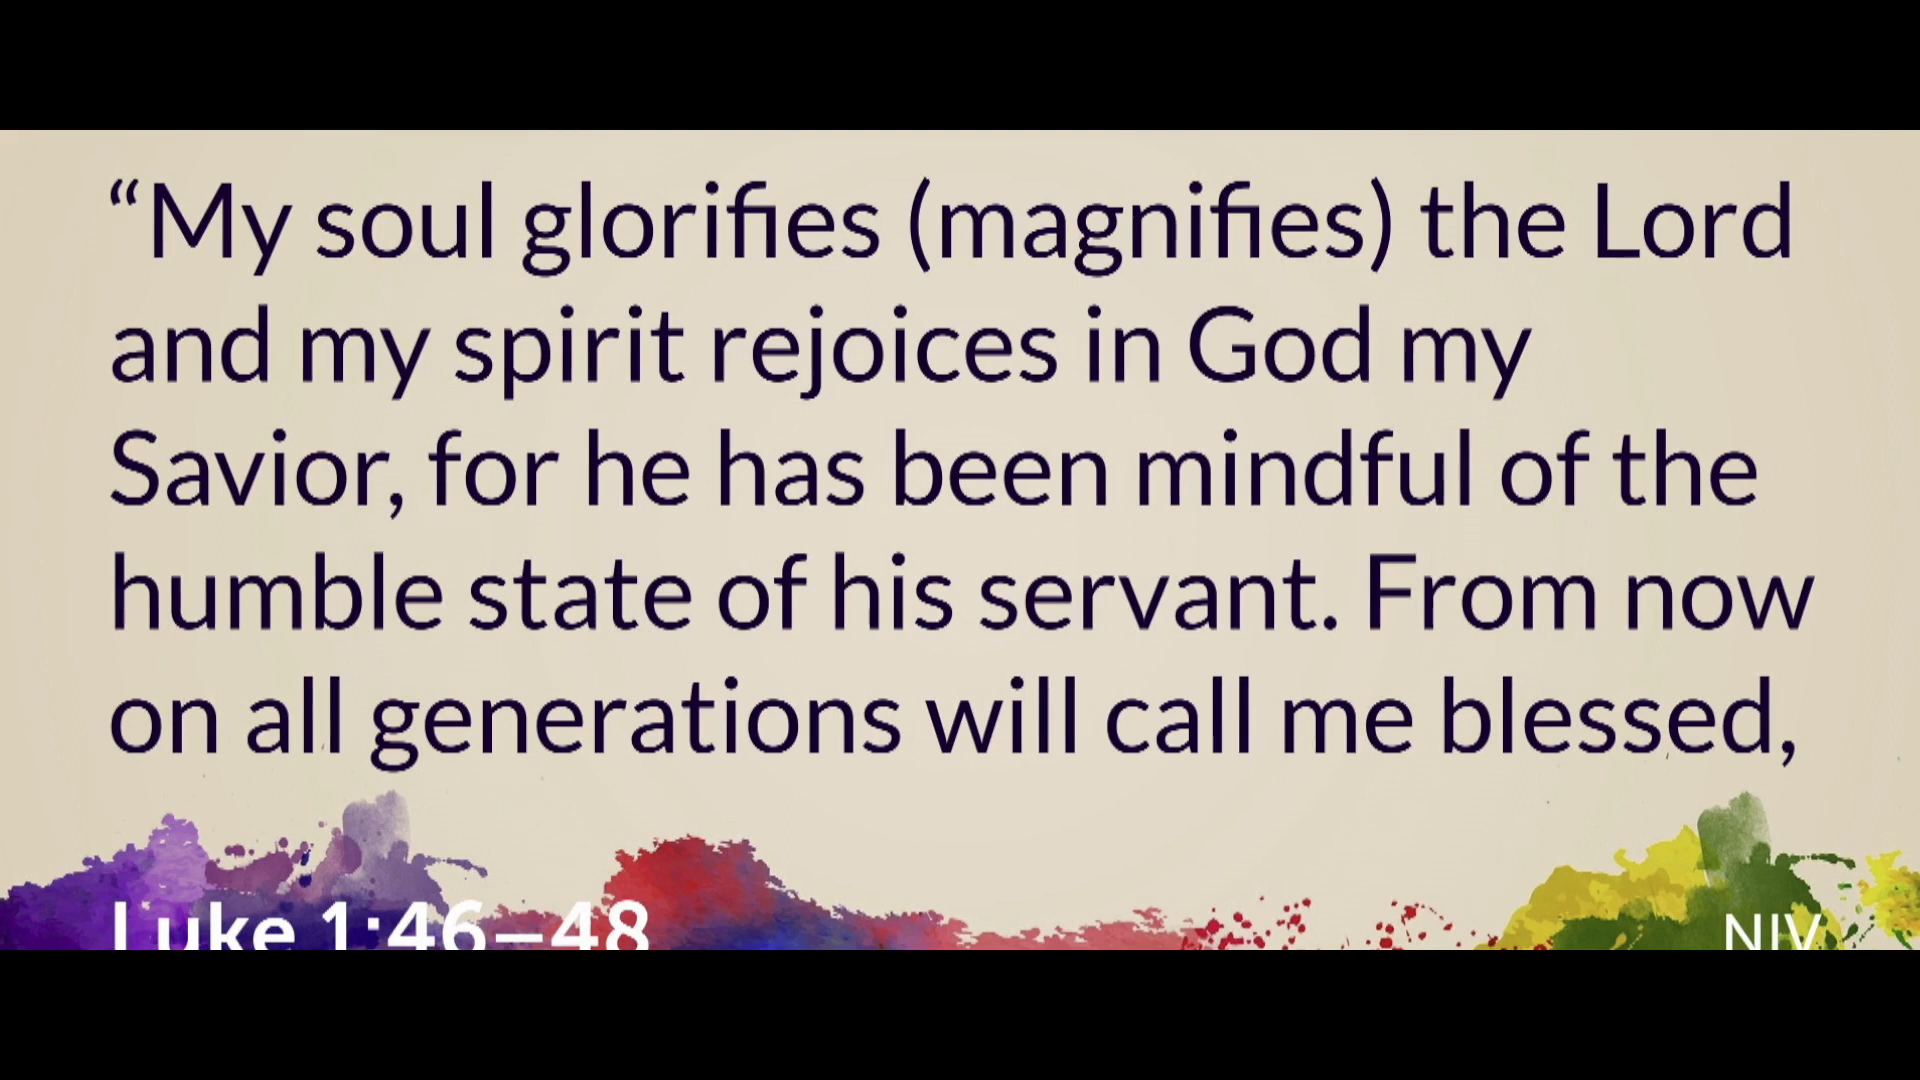 “My soul glorifies (magnifies) the Lord
and my spirit rejoices in God my
Savior, for he has been mindful of the
humble state of his servant. From now
on all generations will call me blessed,
Luke 1:46–48
NIV